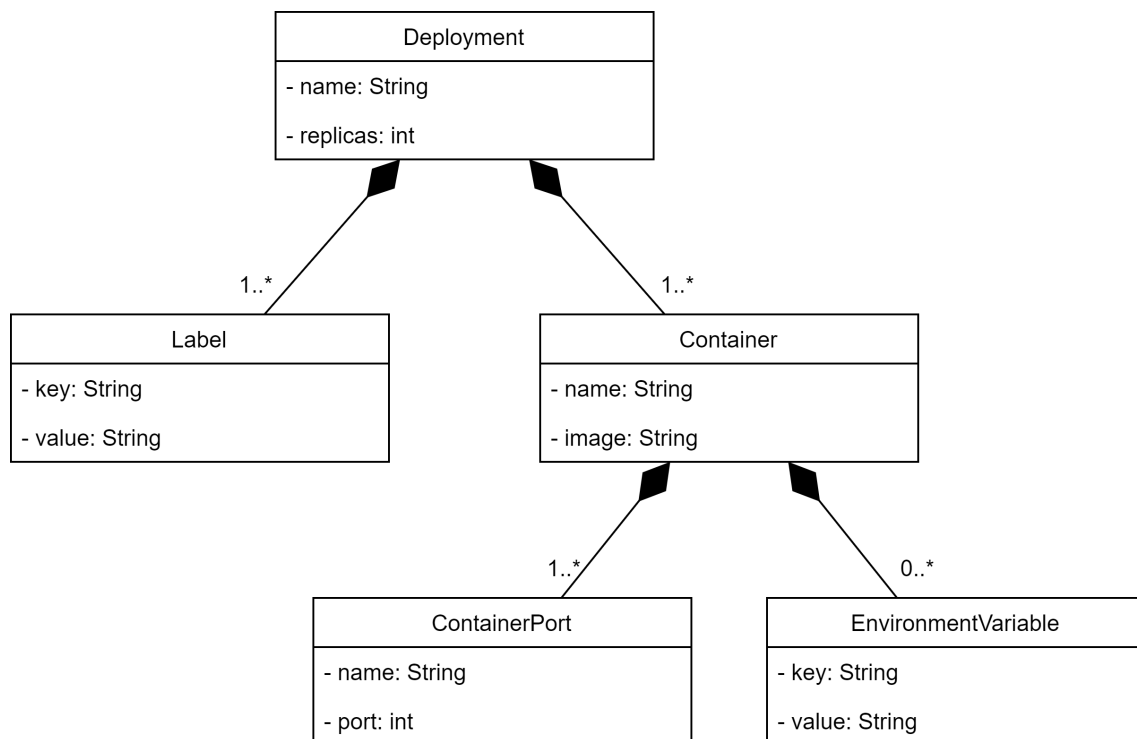 Deployment
- name: String
- replicas: int
1..*
1..*
Label
- key: String
- value: String
Container
- name: String
- image: String
1..*
0..*
ContainerPort
- name: String
- port: int
EnvironmentVariable
- key: String
- value: String